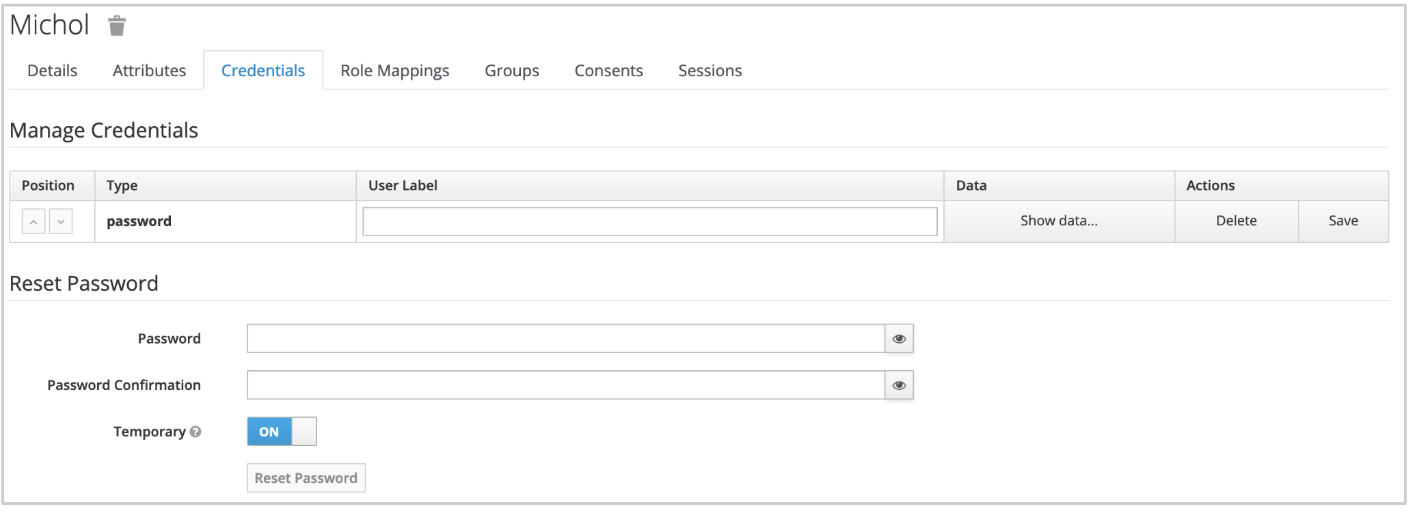 Michol
Details Attributes Credentials Role Mappings Groups Consents Sessions
Manage Credentials
Position Type User Label Data Actions
password Show data... Delete Save
Reset Password
Password
Password Confirmation
Temporary ON
Reset Password